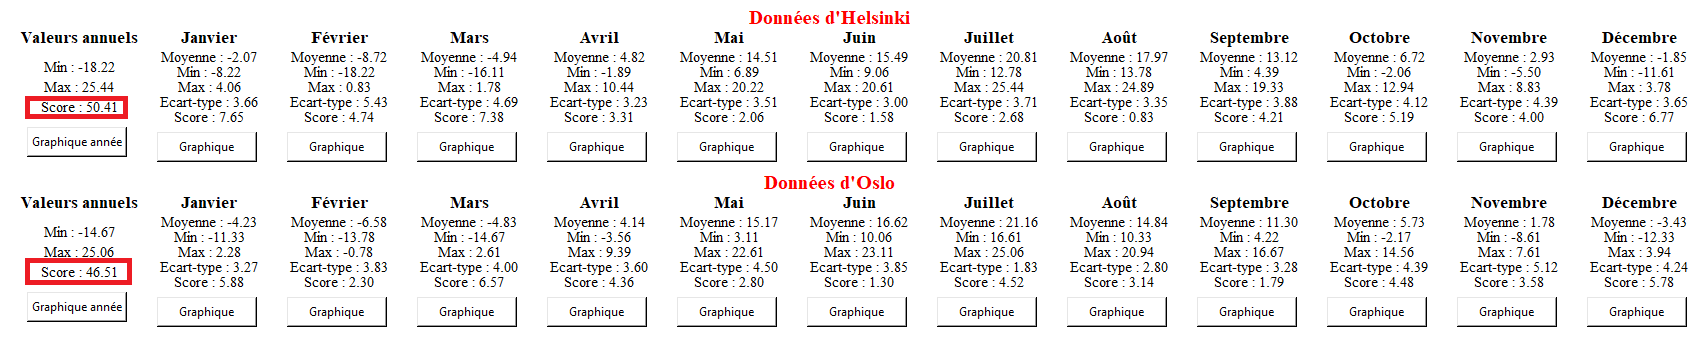 Données d'Helsinki
Valeurs annuels Janvier Février Mars Avril Mai Juin Juillet Août Septembre Octobre Novembre Décembre
Moyenne : -2.07 Moyenne : -8.72 Moyenne : -4.94 Moyenne : 4.82 Moyenne : 14.51 Moyenne : 15.49 Moyenne : 20.81 Moyenne : 17.97 Moyenne : 13.12 Moyenne : 6.72 Moyenne : 2.93 Moyenne : -1.85
Min : -18.22 Min : -8.22 Min : -18.22 Min : -16.11 Min : -1.89 Min : 6.89 Min : 9.06 Min : 12.78 Min : 13.78 Min : 4.39 Min : -2.06 Min : -5.50 Min : -11.61
Max : 25.44 Max : 4.06 Max : 0.83 Max : 1.78 Max : 10.44 Max : 20.22 Max : 20.61 Max : 25.44 Max : 24.89 Max : 19.33 Max : 12.94 Max : 8.83 Max : 3.78
Score : 50.41 Ecart-type : 3.66 Ecart-type : 5.43 Ecart-type : 4.69 Ecart-type : 3.23 Ecart-type : 3.51 Ecart-type : 3.00 Ecart-type : 3.71 Ecart-type : 3.35 Ecart-type : 3.88 Ecart-type : 4.12 Ecart-type : 4.39 Ecart-type : 3.65
Score : 7.65 Score : 4.74 Score : 7.38 Score : 3.31 Score : 2.06 Score : 1.58 Score : 2.68 Score : 0.83 Score : 4.21 Score : 5.19 Score : 4.00 Score : 6.77
Graphique année Graphique Graphique Graphique Graphique Graphique Graphique Graphique Graphique Graphique Graphique Graphique Graphique
Données d'Oslo
Valeurs annuels Janvier Février Mars Avril Mai Juin Juillet Août Septembre Octobre Novembre Décembre
Moyenne : -4.23 Moyenne : -6.58 Moyenne : -4.83 Moyenne : 4.14 Moyenne : 15.17 Moyenne : 16.62 Moyenne : 21.16 Moyenne : 14.84 Moyenne : 11.30 Moyenne : 5.73 Moyenne : 1.78 Moyenne : -3.43
Min : -14.67 Min : -11.33 Min : -13.78 Min : -14.67 Min : -3.56 Min : 3.11 Min : 10.06 Min : 16.61 Min : 10.33 Min : 4.22 Min : -2.17 Min : -8.61 Min : -12.33
Max : 25.06 Max : 2.28 Max : -0.78 Max : 2.61 Max : 9.39 Max : 22.61 Max : 23.11 Max : 25.06 Max : 20.94 Max : 16.67 Max : 14.56 Max : 7.61 Max : 3.94
Score : 46.51 Ecart-type : 3.27 Ecart-type : 3.83 Ecart-type : 4.00 Ecart-type : 3.60 Ecart-type : 4.50 Ecart-type : 3.85 Ecart-type : 1.83 Ecart-type : 2.80 Ecart-type : 3.28 Ecart-type : 4.39 Ecart-type : 5.12 Ecart-type : 4.24
Score : 5.88 Score : 2.30 Score : 6.57 Score : 4.36 Score : 2.80 Score : 1.30 Score : 4.52 Score : 3.14 Score : 1.79 Score : 4.48 Score : 3.58 Score : 5.78
Graphique année Graphique Graphique Graphique Graphique Graphique Graphique Graphique Graphique Graphique Graphique Graphique Graphique